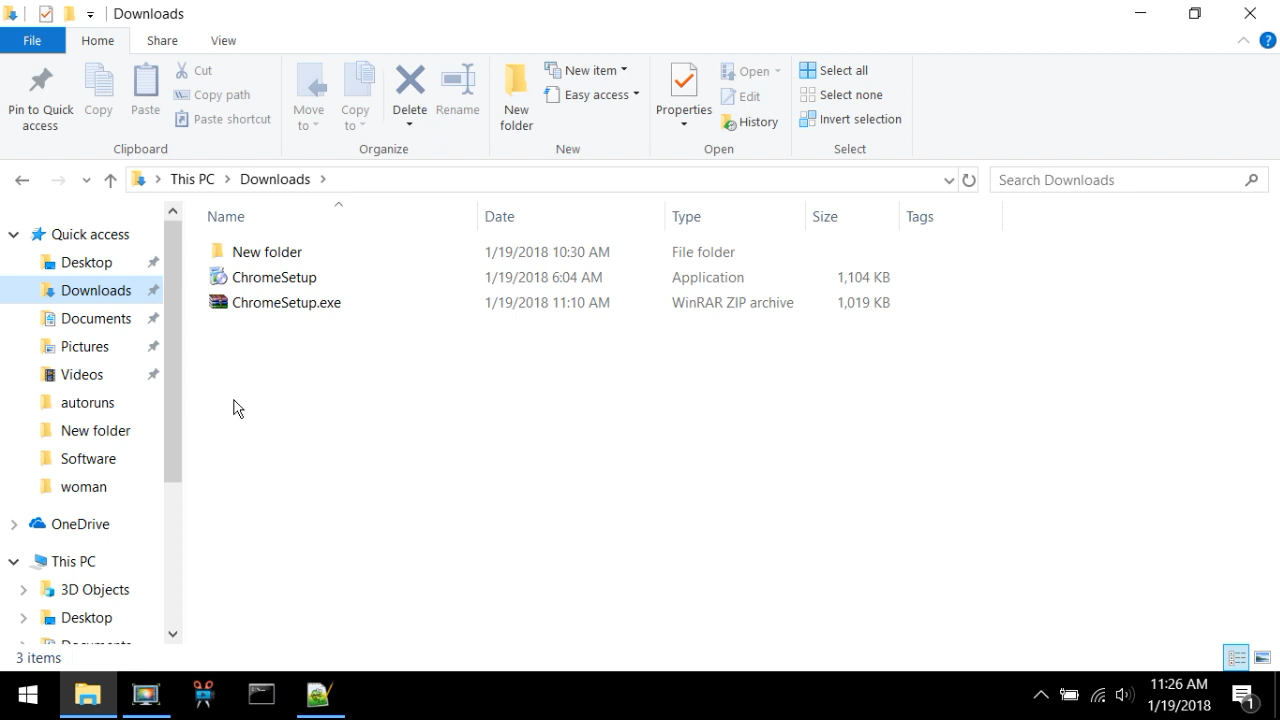 Downloads
File Home Share View
Pin to Quick access
Copy
Paste
Cut
Copy path
Paste shortcut
Clipboard
Move to
Copy to
Delete
Rename
Organize
New folder
New item
Easy access
New
Properties
Open
Edit
History
Open
Select all
Select none
Invert selection
Select
This PC Downloads
Search Downloads
Name Date Type Size Tags
New folder 1/19/2018 10:30 AM File folder
ChromeSetup 1/19/2018 6:04 AM Application 1,104 KB
ChromeSetup.exe 1/19/2018 11:10 AM WinRAR ZIP archive 1,019 KB
Quick access
Desktop
Downloads
Documents
Pictures
Videos
autoruns
New folder
Software
woman
OneDrive
This PC
3D Objects
Desktop
Documents
3 items
11:26 AM
1/19/2018
1